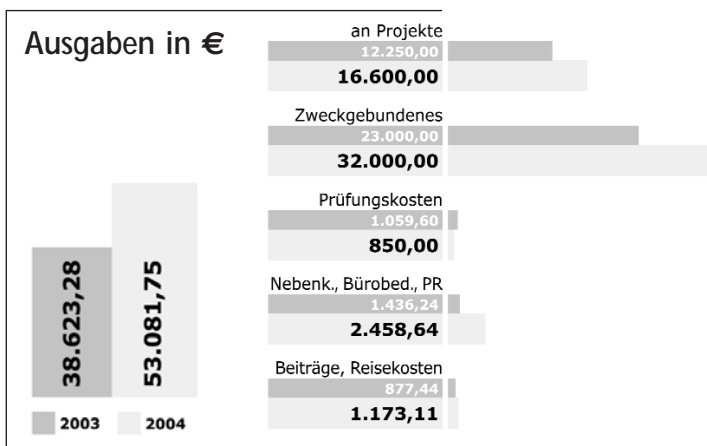 Ausgaben in €
an Projekte
12.250,00
16.600,00
Zweckgebundenes
23.000,00
32.000,00
Prüfungskosten
1.059,60
850,00
Nebenk., Bürobed., PR
1.436,24
2.458,64
Beiträge, Reisekosten
877,44
1.173,11
38.623,28
53.081,75
2003
2004